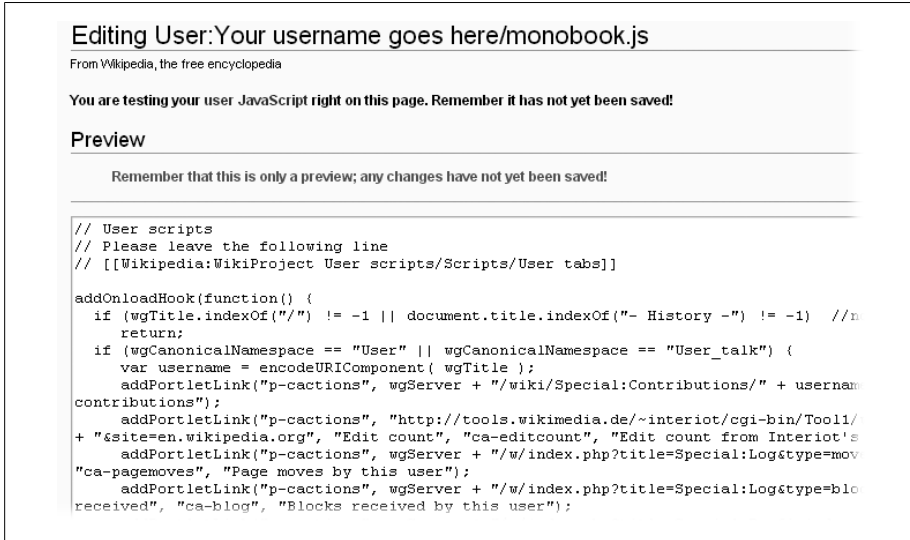 Editing User:Your username goes here/monobook.js
From Wikipedia, the free encyclopedia
You are testing your user JavaScript right on this page. Remember it has not yet been saved!
Preview
Remember that this is only a preview; any changes have not yet been saved!
// User scripts
// Please leave the following line
// [[Wikipedia:WikiProject User scripts/Scripts/User tabs]]
addOnloadHook(function() {
if (wgTitle.indexOf("/") != -1 || document.title.indexOf("- History -") != -1) //n
return;
if (wgCanonicalNamespace == "User" || wgCanonicalNamespace == "User_talk") {
var username = encodeURIComponent( wgTitle );
addPortletLink("p-cactions", wgServer + "/wiki/Special:Contributions/" + usernam
contributions");
addPortletLink("p-cactions", "http://tools.wikimedia.de/~interiot/cgi-bin/Tool1/
+ "&site=en.wikipedia.org", "Edit count", "ca-editcount", "Edit count from Interiot's
addPortletLink("p-cactions", wgServer + "/w/index.php?title=Special:Log&type=mov
"ca-pagemoves", "Page moves by this user");
addPortletLink("p-cactions", wgServer + "/w/index.php?title=Special:Log&type=blo
received", "ca-blog", "Blocks received by this user");